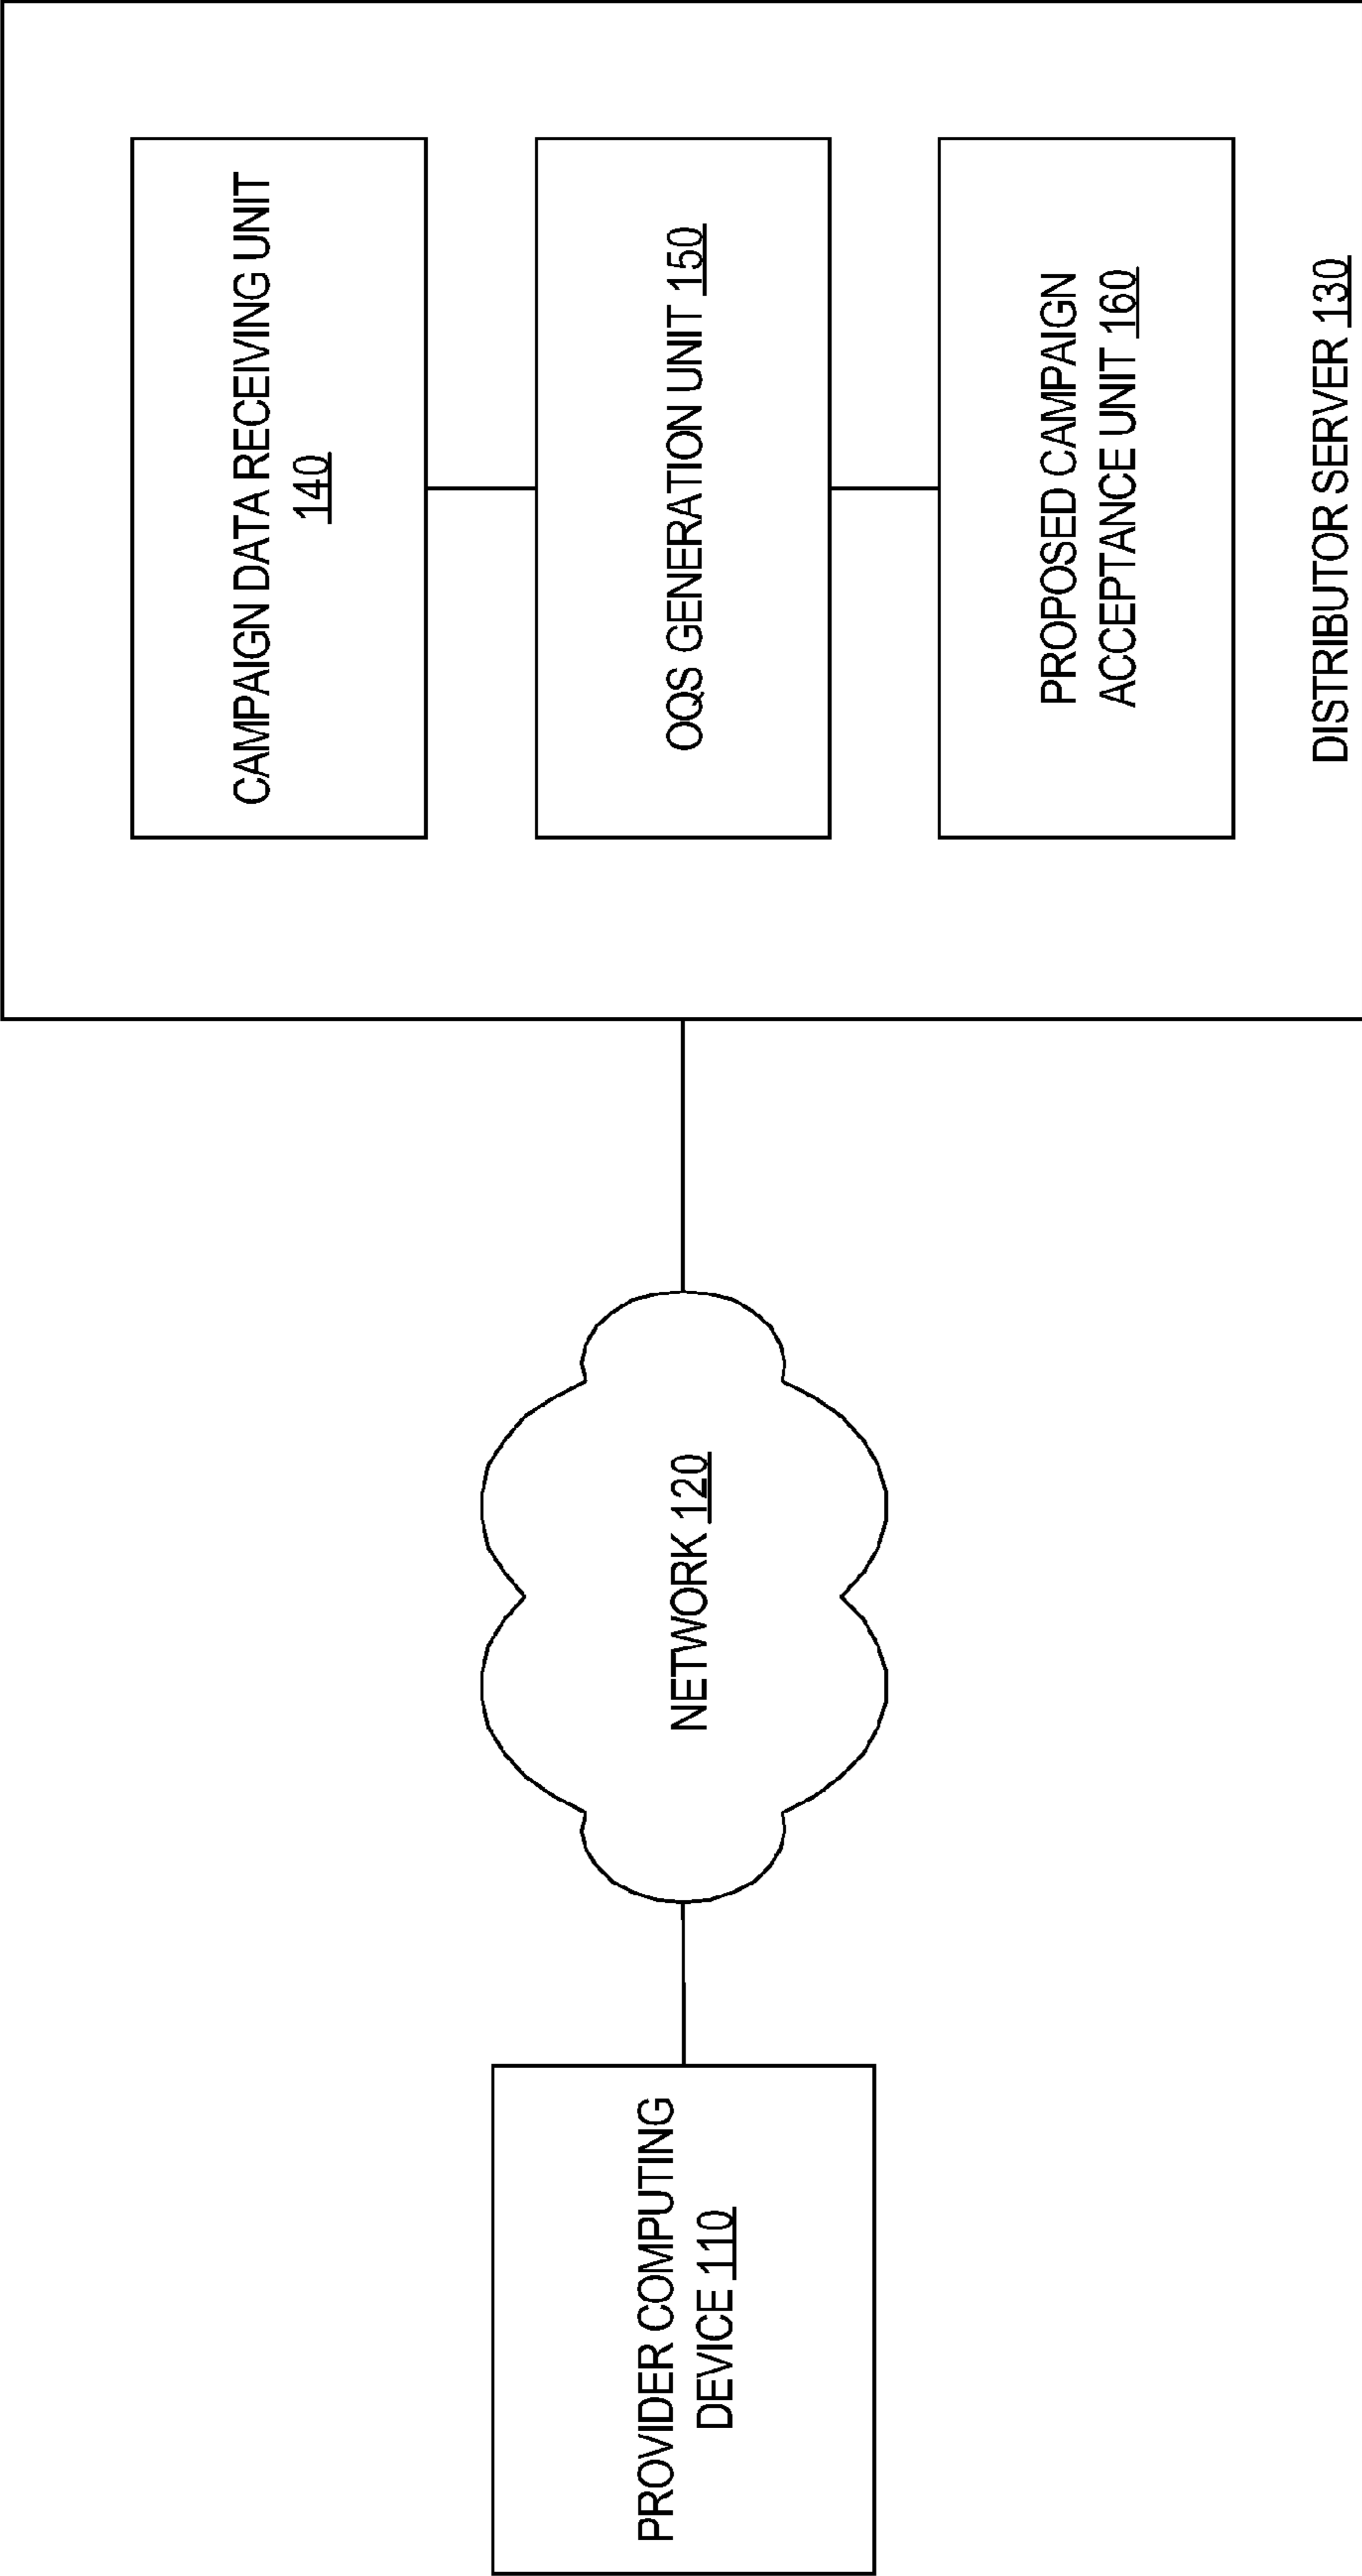 PROVIDER COMPUTING
DEVICE 110
NETWORK 120
CAMPAIGN DATA RECEIVING UNIT
140
OQS GENERATION UNIT 150
PROPOSED CAMPAIGN
ACCEPTANCE UNIT 160
DISTRIBUTOR SERVER 130